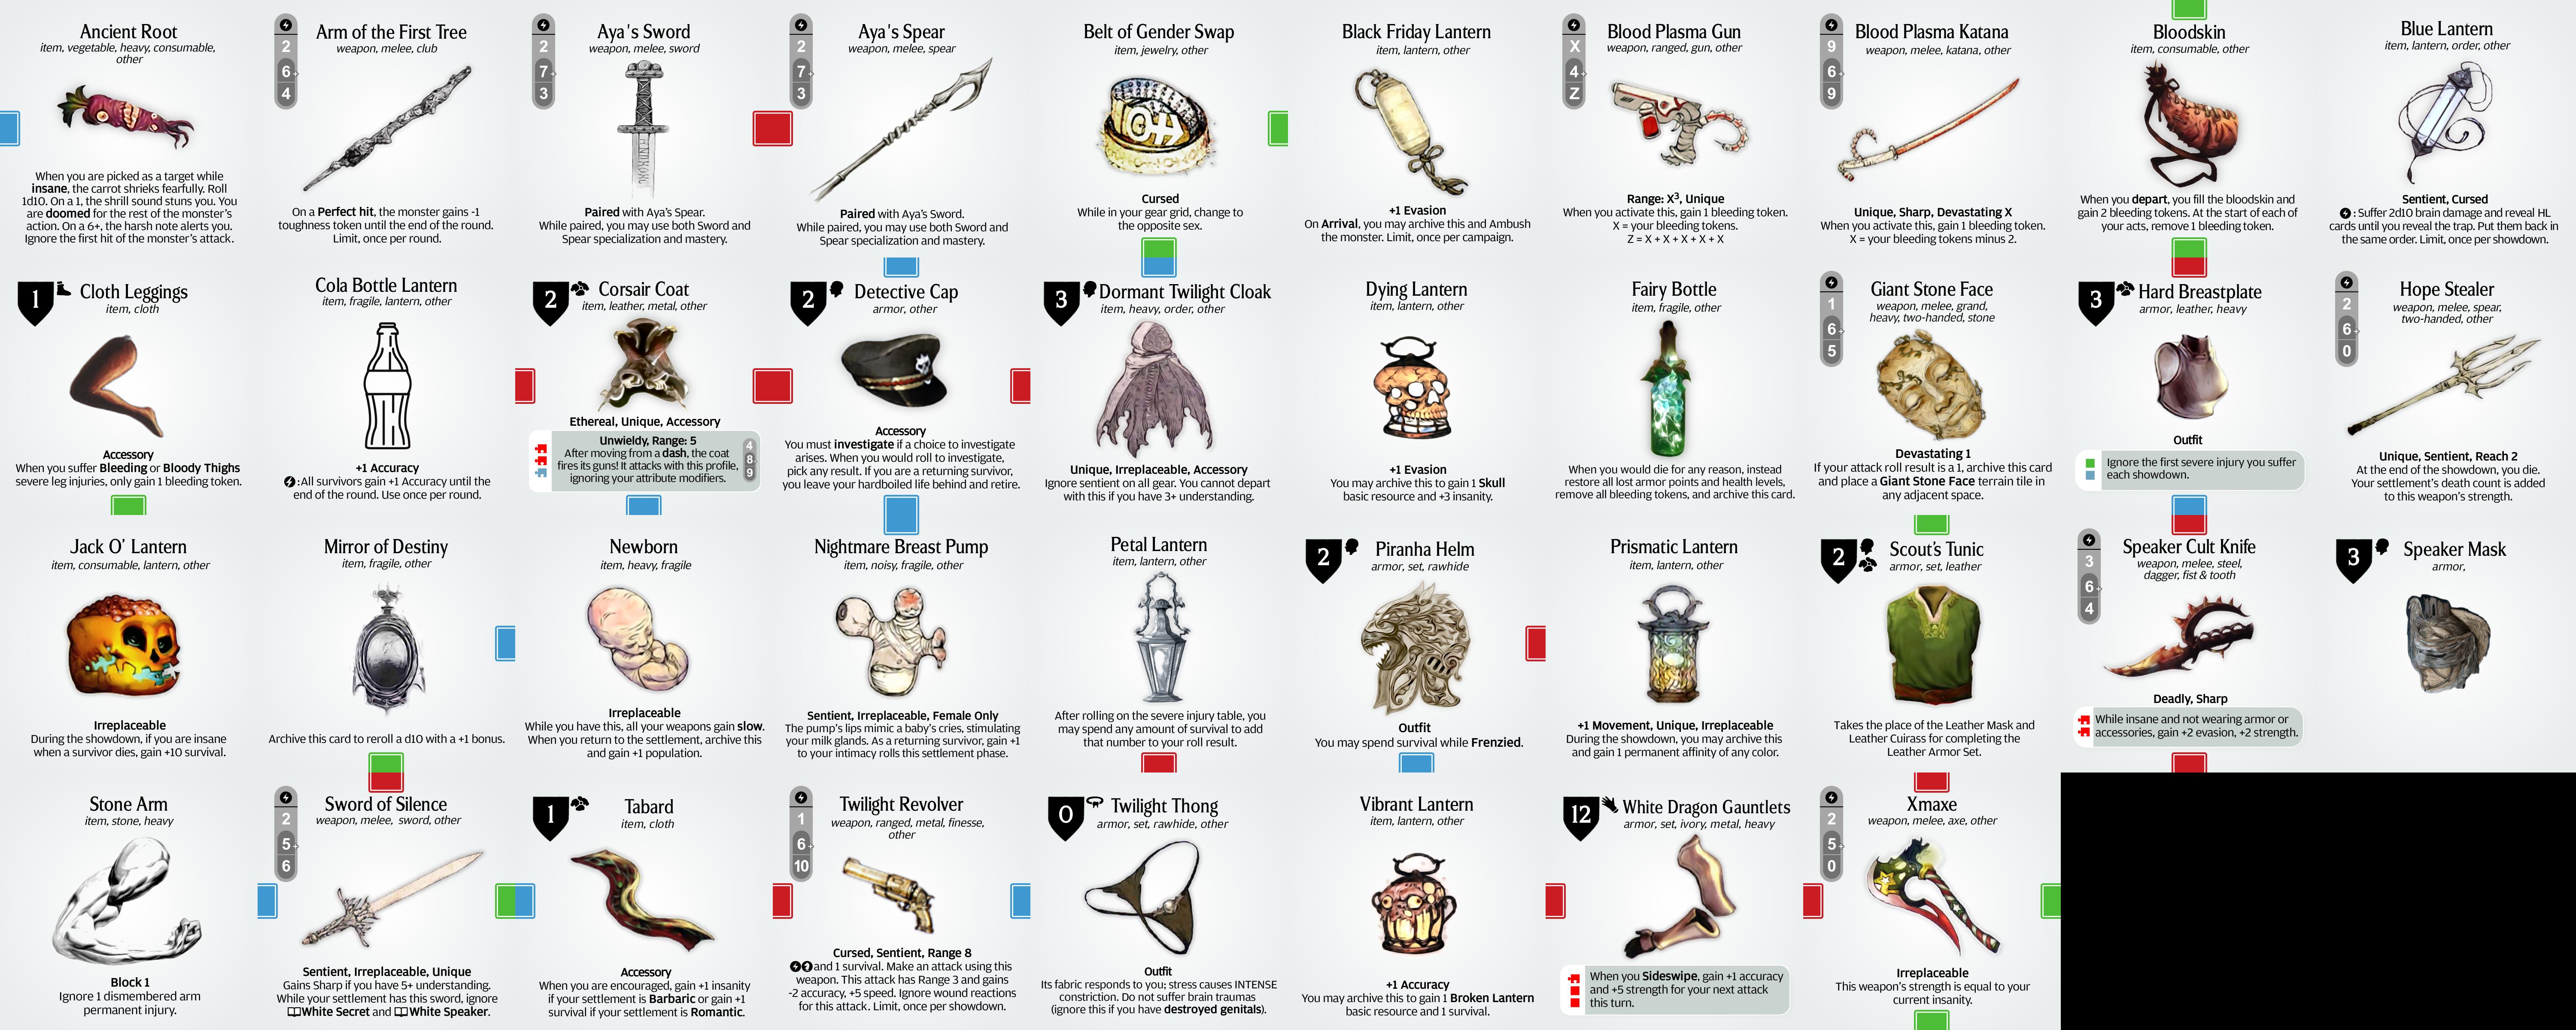 Ancient Root
item, vegetable, heavy, consumable,
other
When you are picked as a target while
insane, the carrot shrieks fearfully. Roll
1d10. On a 1, the shrill sound stuns you. You
are doomed for the rest of the monster's
action. On a 6+, the harsh note alerts you.
Ignore the first hit of the monster's attack.
2
6+
4
Arm of the First Tree
weapon, melee, club
On a Perfect hit, the monster gains -1
toughness token until the end of the round.
Limit, once per round.
2
7+
3
Aya's Sword
weapon, melee, sword
Paired with Aya's Spear.
While paired, you may use both Sword and
Spear specialization and mastery.
2
7+
3
Aya's Spear
weapon, melee, spear
Paired with Aya's Sword.
While paired, you may use both Sword and
Spear specialization and mastery.
Belt of Gender Swap
item, jewelry, other
Cursed
While in your gear grid, change to
the opposite sex.
Black Friday Lantern
item, lantern, other
+1 Evasion
On Arrival, you may archive this and Ambush
the monster. Limit, once per campaign.
X
4+
Z
Blood Plasma Gun
weapon, ranged, gun, other
Range: X³, Unique
When you activate this, gain 1 bleeding token.
X = your bleeding tokens.
Z = X + X + X + X + X
9
6+
9
Blood Plasma Katana
weapon, melee, katana, other
Unique, Sharp, Devastating X
When you activate this, gain 1 bleeding token.
X = your bleeding tokens minus 2.
Bloodskin
item, consumable, other
When you depart, you fill the bloodskin and
gain 2 bleeding tokens. At the start of each of
your acts, remove 1 bleeding token.
Blue Lantern
item, lantern, order, other
Sentient, Cursed
: Suffer 2d10 brain damage and reveal HL
cards until you reveal the trap. Put them back in
the same order. Limit, once per showdown.
1
Cloth Leggings
item, cloth
Accessory
When you suffer Bleeding or Bloody Thighs
severe leg injuries, only gain 1 bleeding token.
Cola Bottle Lantern
item, fragile, lantern, other
+1 Accuracy
: All survivors gain +1 Accuracy until the
end of the round. Use once per round.
2
Corsair Coat
item, leather, metal, other
Ethereal, Unique, Accessory
Unwieldy, Range: 5
After moving from a dash, the coat
fires its guns! It attacks with this profile,
ignoring your attribute modifiers.
4
8+
9
2
Detective Cap
armor, other
Accessory
You must investigate if a choice to investigate
arises. When you would roll to investigate,
pick any result. If you are a returning survivor,
you leave your hardboiled life behind and retire.
3
Dormant Twilight Cloak
item, heavy, order, other
Unique, Irreplaceable, Accessory
Ignore sentient on all gear. You cannot depart
with this if you have 3+ understanding.
Dying Lantern
item, lantern, other
+1 Evasion
You may archive this to gain 1 Skull
basic resource and +3 insanity.
Fairy Bottle
item, fragile, other
When you would die for any reason, instead
restore all lost armor points and health levels,
remove all bleeding tokens, and archive this card.
1
6+
5
Giant Stone Face
weapon, melee, grand,
heavy, two-handed, stone
Devastating 1
If your attack roll result is a 1, archive this card
and place a Giant Stone Face terrain tile in
any adjacent space.
3
Hard Breastplate
armor, leather, heavy
Outfit
Ignore the first severe injury you suffer
each showdown.
2
6+
0
Hope Stealer
weapon, melee, spear,
two-handed, other
Unique, Sentient, Reach 2
At the end of the showdown, you die.
Your settlement's death count is added
to this weapon's strength.
Jack O' Lantern
item, consumable, lantern, other
Irreplaceable
During the showdown, if you are insane
when a survivor dies, gain +10 survival.
Mirror of Destiny
item, fragile, other
Archive this card to reroll a d10 with a +1 bonus.
Newborn
item, heavy, fragile
Irreplaceable
While you have this, all your weapons gain slow.
When you return to the settlement, archive this
and gain +1 population.
Nightmare Breast Pump
item, noisy, fragile, other
Sentient, Irreplaceable, Female Only
The pump's lips mimic a baby's cries, stimulating
your milk glands. As a returning survivor, gain +1
to your intimacy rolls this settlement phase.
Petal Lantern
item, lantern, other
After rolling on the severe injury table, you
may spend any amount of survival to add
that number to your roll result.
2
Piranha Helm
armor, set, rawhide
Outfit
You may spend survival while Frenzied.
Prismatic Lantern
item, lantern, other
+1 Movement, Unique, Irreplaceable
During the showdown, you may archive this
and gain 1 permanent affinity of any color.
2
Scout's Tunic
armor, set, leather
Takes the place of the Leather Mask and
Leather Cuirass for completing the
Leather Armor Set.
3
6+
4
Speaker Cult Knife
weapon, melee, steel,
dagger, fist & tooth
Deadly, Sharp
While insane and not wearing armor or
accessories, gain +2 evasion, +2 strength.
3
Speaker Mask
armor,
Stone Arm
item, stone, heavy
Block 1
Ignore 1 dismembered arm
permanent injury.
2
5+
6
Sword of Silence
weapon, melee, sword, other
Sentient, Irreplaceable, Unique
Gains Sharp if you have 5+ understanding.
While your settlement has this sword, ignore
White Secret and White Speaker.
1
Tabard
item, cloth
Accessory
When you are encouraged, gain +1 insanity
if your settlement is Barbaric or gain +1
survival if your settlement is Romantic.
1
6+
10
Twilight Revolver
weapon, ranged, metal, finesse,
other
Cursed, Sentient, Range 8
and 1 survival. Make an attack using this
weapon. This attack has Range 3 and gains
-2 accuracy, +5 speed. Ignore wound reactions
for this attack. Limit, once per showdown.
0
Twilight Thong
armor, set, rawhide, other
Outfit
Its fabric responds to you; stress causes INTENSE
constriction. Do not suffer brain traumas
(ignore this if you have destroyed genitals).
Vibrant Lantern
item, lantern, other
+1 Accuracy
You may archive this to gain 1 Broken Lantern
basic resource and 1 survival.
12
White Dragon Gauntlets
armor, set, ivory, metal, heavy
When you Sideswipe, gain +1 accuracy
and +5 strength for your next attack
this turn.
2
5+
0
Xmaxe
weapon, melee, axe, other
Irreplaceable
This weapon's strength is equal to your
current insanity.